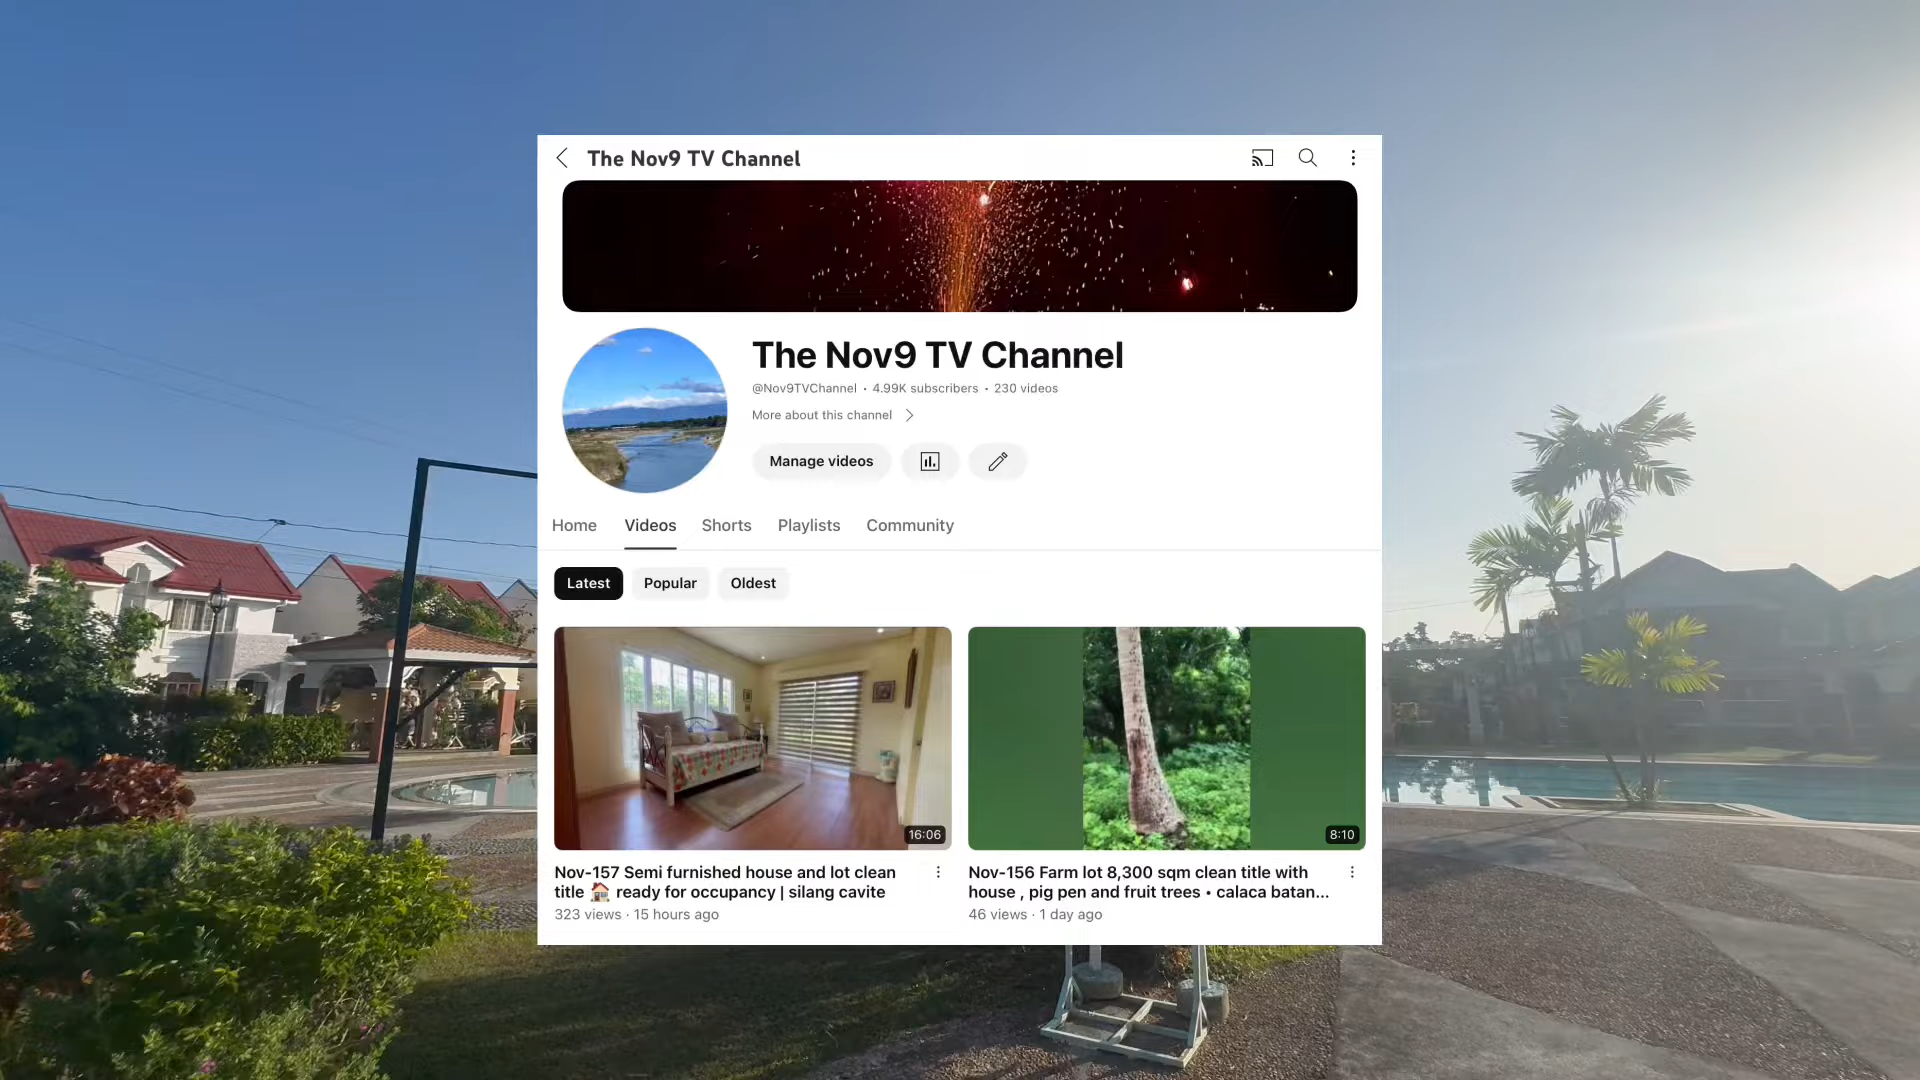 The Nov9 TV Channel
The Nov9 TV Channel
@Nov9TVChannel • 4.99K subscribers • 230 videos
More about this channel
Manage videos
Home Videos Shorts Playlists Community
Latest Popular Oldest
16:06
8:10
Nov-157 Semi furnished house and lot clean
title 🏠 ready for occupancy | silang cavite
323 views · 15 hours ago
Nov-156 Farm lot 8,300 sqm clean title with
house , pig pen and fruit trees • calaca batan...
46 views · 1 day ago